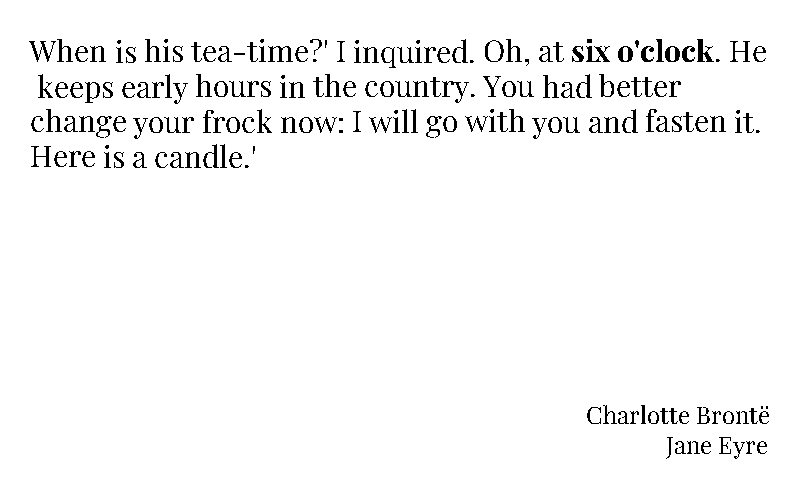 When is his tea-time?' I inquired. Oh, at six o'clock. He
keeps early hours in the country. You had better
change your frock now: I will go with you and fasten it.
Here is a candle.'
Charlotte Brontë
Jane Eyre